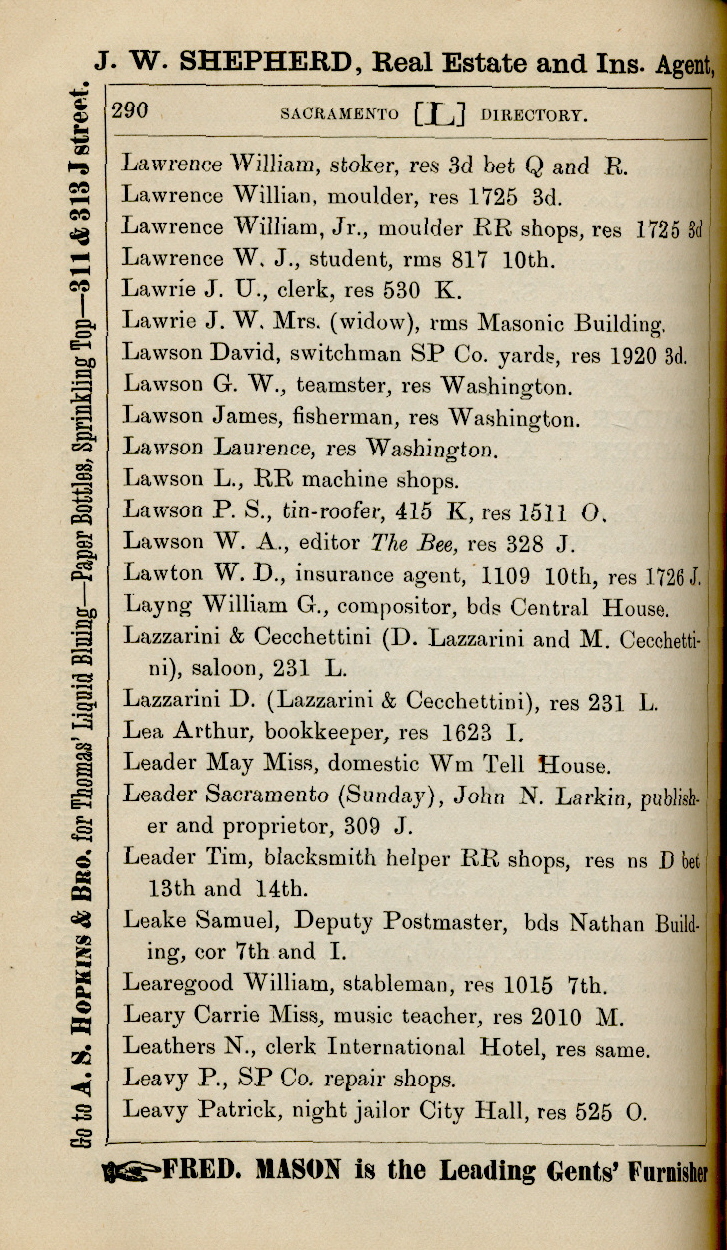 J. W. SHEPHERD, Real Estate and Ins. Agent,
290 SACRAMENTO [L] DIRECTORY.
Lawrence William, stoker, res 3d bet Q and R.
Lawrence Willian, moulder, res 1725 3d.
Lawrence William, Jr., moulder RR shops, res 1725 3d
Lawrence W. J., student, rms 817 10th.
Lawrie J. U., clerk, res 530 K.
Lawrie J. W. Mrs. (widow), rms Masonic Building.
Lawson David, switchman SP Co. yards, res 1920 3d.
Lawson G. W., teamster, res Washington.
Lawson James, fisherman, res Washington.
Lawson Laurence, res Washington.
Lawson L., RR machine shops.
Lawson P. S., tin-roofer, 415 K, res 1511 O.
Lawson W. A., editor The Bee, res 328 J.
Lawton W. D., insurance agent, 1109 10th, res 1726 J.
Layng William G., compositor, bds Central House.
Lazzarini & Cecchettini (D. Lazzarini and M. Cecchetti-
ni), saloon, 231 L.
Lazzarini D. (Lazzarini & Cecchettini), res 231 L.
Lea Arthur, bookkeeper, res 1623 I.
Leader May Miss, domestic Wm Tell House.
Leader Sacramento (Sunday), John N. Larkin, publish-
er and proprietor, 309 J.
Leader Tim, blacksmith helper RR shops, res ns D bet
13th and 14th.
Leake Samuel, Deputy Postmaster, bds Nathan Build-
ing, cor 7th and I.
Learegood William, stableman, res 1015 7th.
Leary Carrie Miss, music teacher, res 2010 M.
Leathers N., clerk International Hotel, res same.
Leavy P., SP Co. repair shops.
Leavy Patrick, night jailor City Hall, res 525 O.
FRED. MASON is the Leading Gents' Furnisher
Go to A. S. HOPKINS & BRO. for Thomas' Liquid Bluing—Paper Bottles, Sprinkling Top—311 & 313 J street.